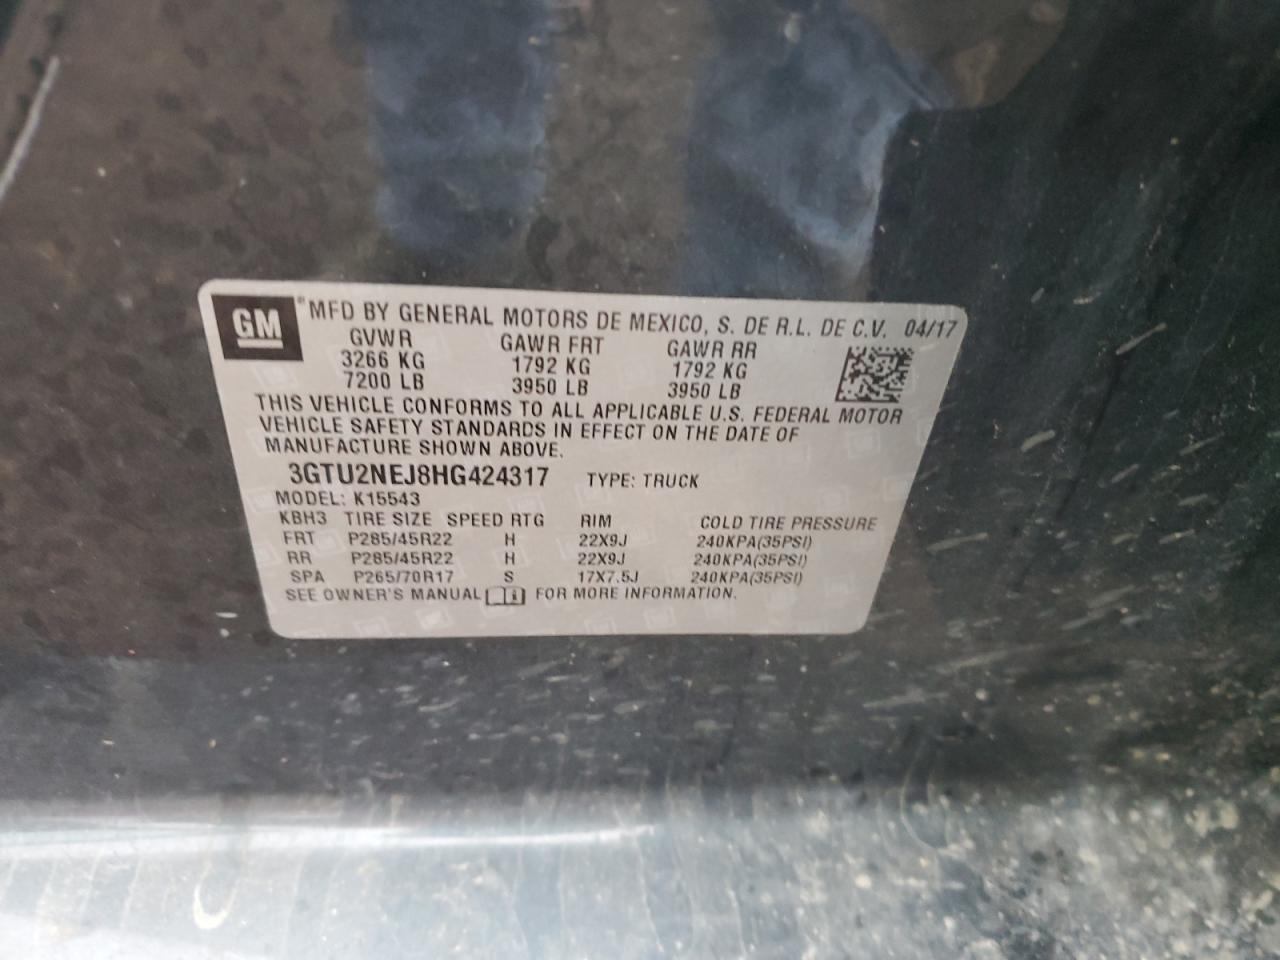 GM
® MFD BY GENERAL MOTORS DE MEXICO, S. DE R.L. DE C.V. 04/17
GVWR GAWR FRT GAWR RR
3266 KG 1792 KG 1792 KG
7200 LB 3950 LB 3950 LB
THIS VEHICLE CONFORMS TO ALL APPLICABLE U.S. FEDERAL MOTOR
VEHICLE SAFETY STANDARDS IN EFFECT ON THE DATE OF
MANUFACTURE SHOWN ABOVE.
3GTU2NEJ8HG424317 TYPE: TRUCK
MODEL: K15543
KBH3 TIRE SIZE SPEED RTG RIM COLD TIRE PRESSURE
FRT P285/45R22 H 22X9J 240KPA(35PSI)
RR P285/45R22 H 22X9J 240KPA(35PSI)
SPA P265/70R17 S 17X7.5J 240KPA(35PSI)
SEE OWNER'S MANUAL FOR MORE INFORMATION.